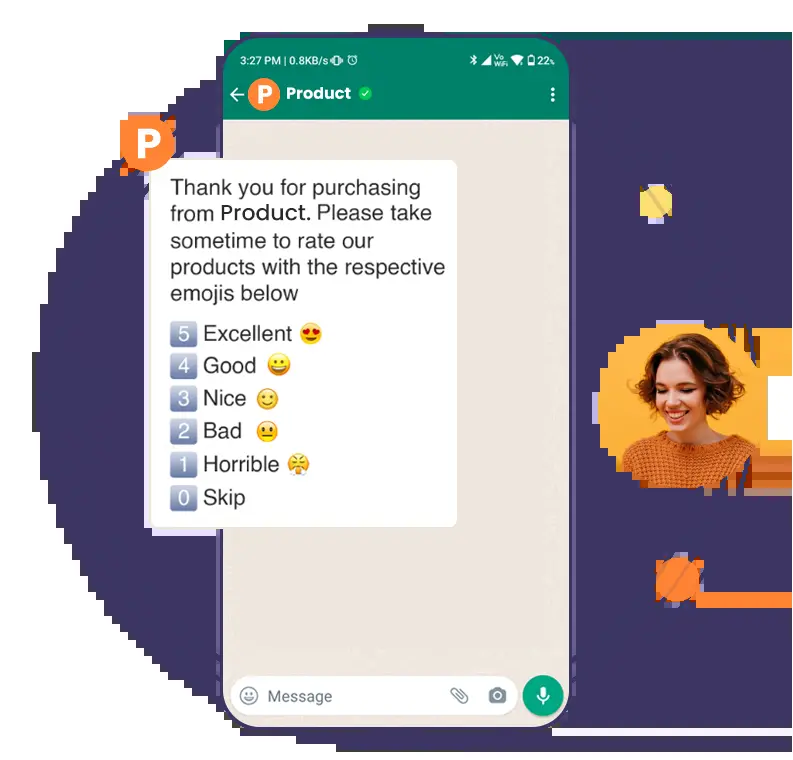 3:27 PM | 0.8KB/s
Vo
WiFi
22%
P Product
P
Thank you for purchasing
from Product. Please take
sometime to rate our
products with the respective
emojis below
5 Excellent 😍
4 Good 😀
3 Nice 🙂
2 Bad 😐
1 Horrible 😤
0 Skip
Message